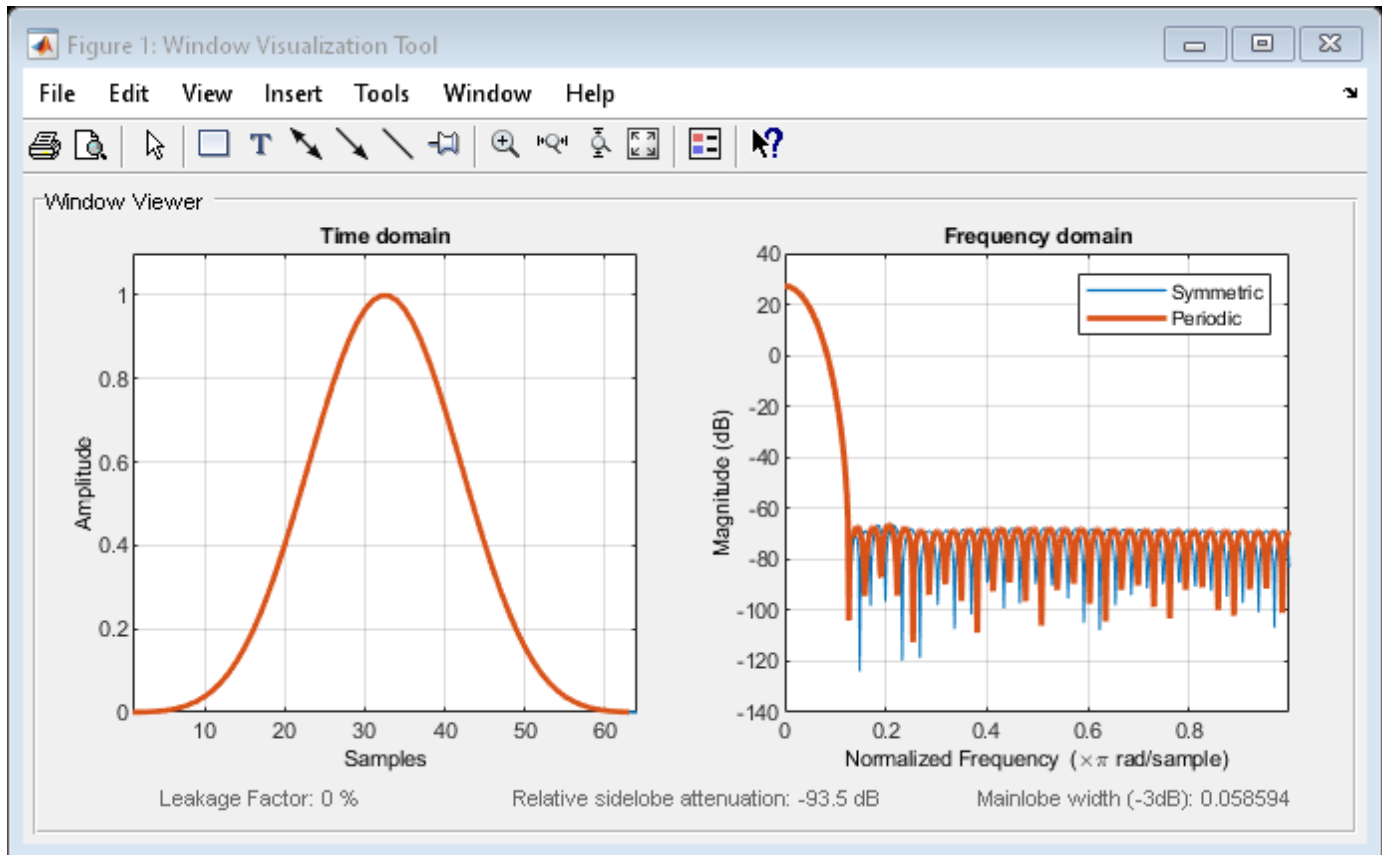 Figure 1: Window Visualization Tool
File Edit View Insert Tools Window Help
T
?
Window Viewer
Time domain
1
0.8
0.6
0.4
0.2
0
Amplitude
10 20 30 40 50 60
Samples
Frequency domain
Symmetric
Periodic
40
20
0
-20
-40
-60
-80
-100
-120
-140
Magnitude (dB)
0 0.2 0.4 0.6 0.8
Normalized Frequency (×π rad/sample)
Leakage Factor: 0 % Relative sidelobe attenuation: -93.5 dB Mainlobe width (-3dB): 0.058594